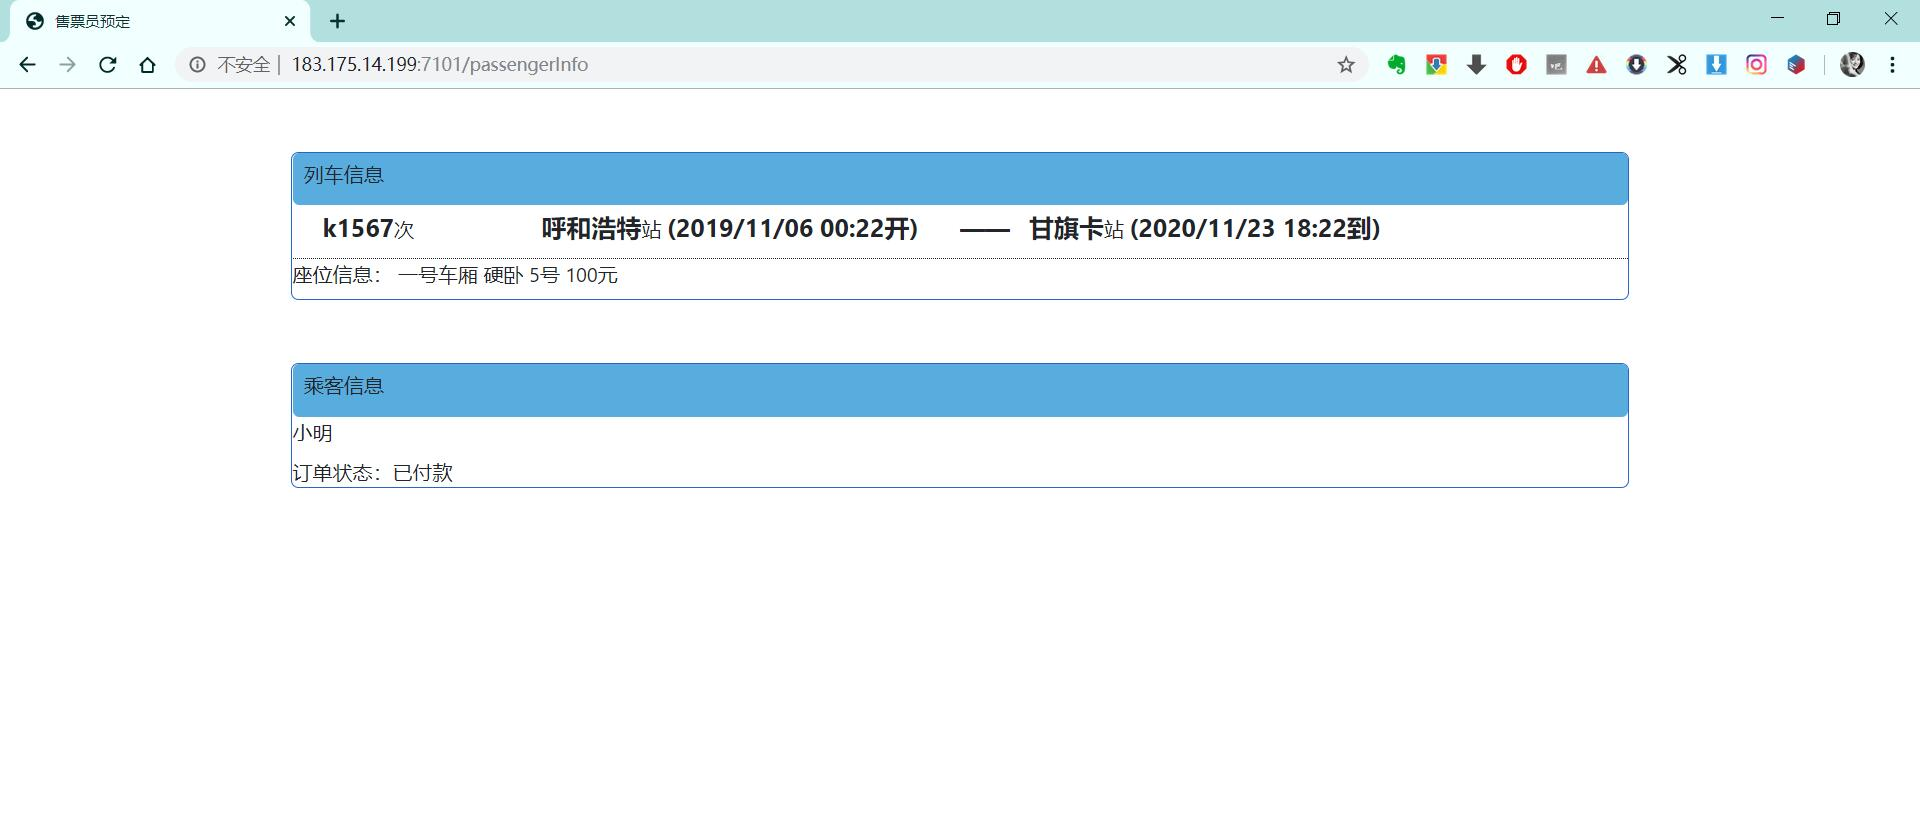 售票员预定
不安全 | 183.175.14.199:7101/passengerInfo
列车信息
k1567次 呼和浩特站 (2019/11/06 00:22开) —— 甘旗卡站 (2020/11/23 18:22到)
座位信息： 一号车厢 硬卧 5号 100元
乘客信息
小明
订单状态：已付款